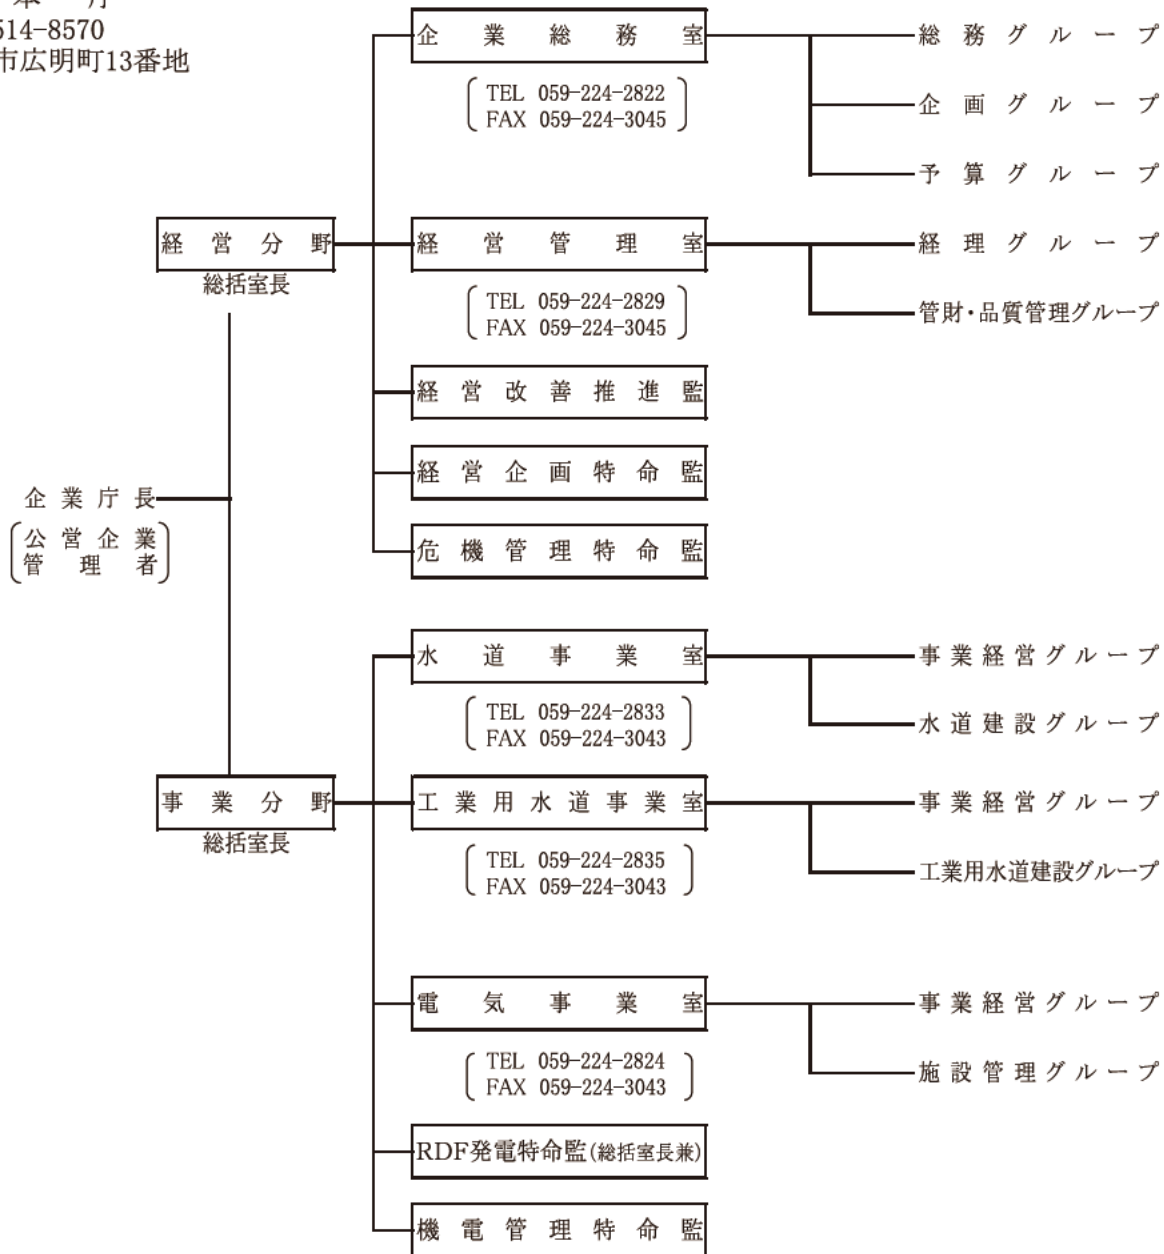 本庁
514-8570
市広明町13番地
企業総務室
TEL 059-224-2822
FAX 059-224-3045
総務グループ
企画グループ
予算グループ
経営分野
総括室長
経営管理室
TEL 059-224-2829
FAX 059-224-3045
経理グループ
管財・品質管理グループ
経営改善推進監
経営企画特命監
危機管理特命監
企業庁長
公営企業
管理者
水道事業室
TEL 059-224-2833
FAX 059-224-3043
事業経営グループ
水道建設グループ
事業分野
総括室長
工業用水道事業室
TEL 059-224-2835
FAX 059-224-3043
事業経営グループ
工業用水道建設グループ
電気事業室
TEL 059-224-2824
FAX 059-224-3043
事業経営グループ
施設管理グループ
RDF発電特命監(総括室長兼)
機電管理特命監